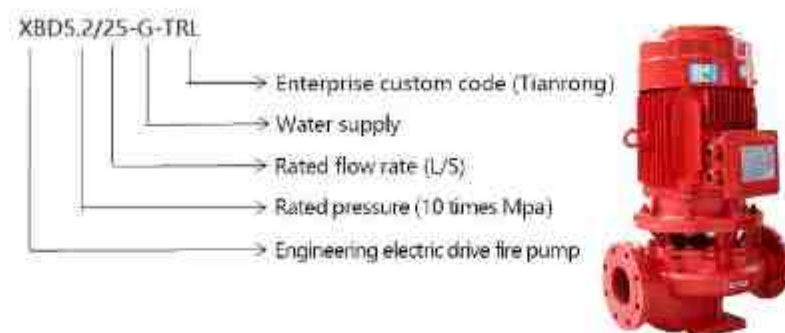 XBD5.2/25-G-TRL
Enterprise custom code (Tianrong)
Water supply
Rated flow rate (L/S)
Rated pressure (10 times Mpa)
Engineering electric drive fire pump